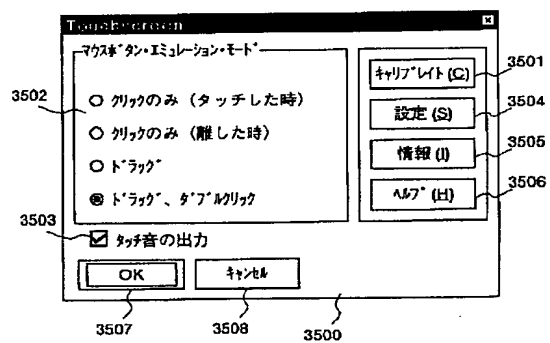 Touchscreen
マウスボタン・エミュレーション・モード
クリックのみ (タッチした時)
クリックのみ (離した時)
ドラッグ
ドラッグ、ダブルクリック
タッチ音の出力
OK
キャンセル
キャリブレイト (C)
設定 (S)
情報 (I)
ヘルプ (H)
3501
3502
3504
3505
3506
3503
3507
3508
3500